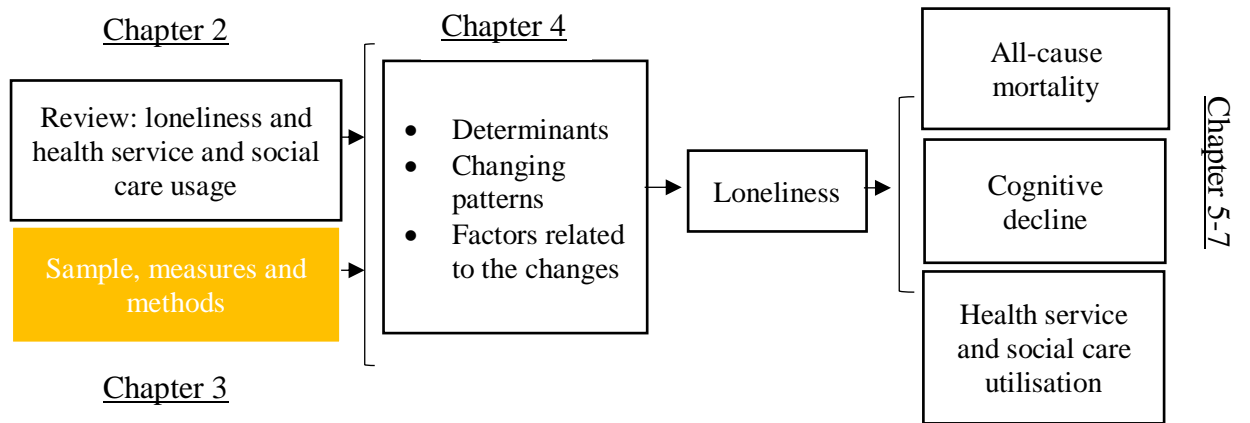 Chapter 2
Review: loneliness and
health service and social
care usage
Sample, measures and
methods
Chapter 3
Chapter 4
• Determinants
• Changing
patterns
• Factors related
to the changes
Loneliness
All-cause
mortality
Cognitive
decline
Health service
and social care
utilisation
Chapter 5-7